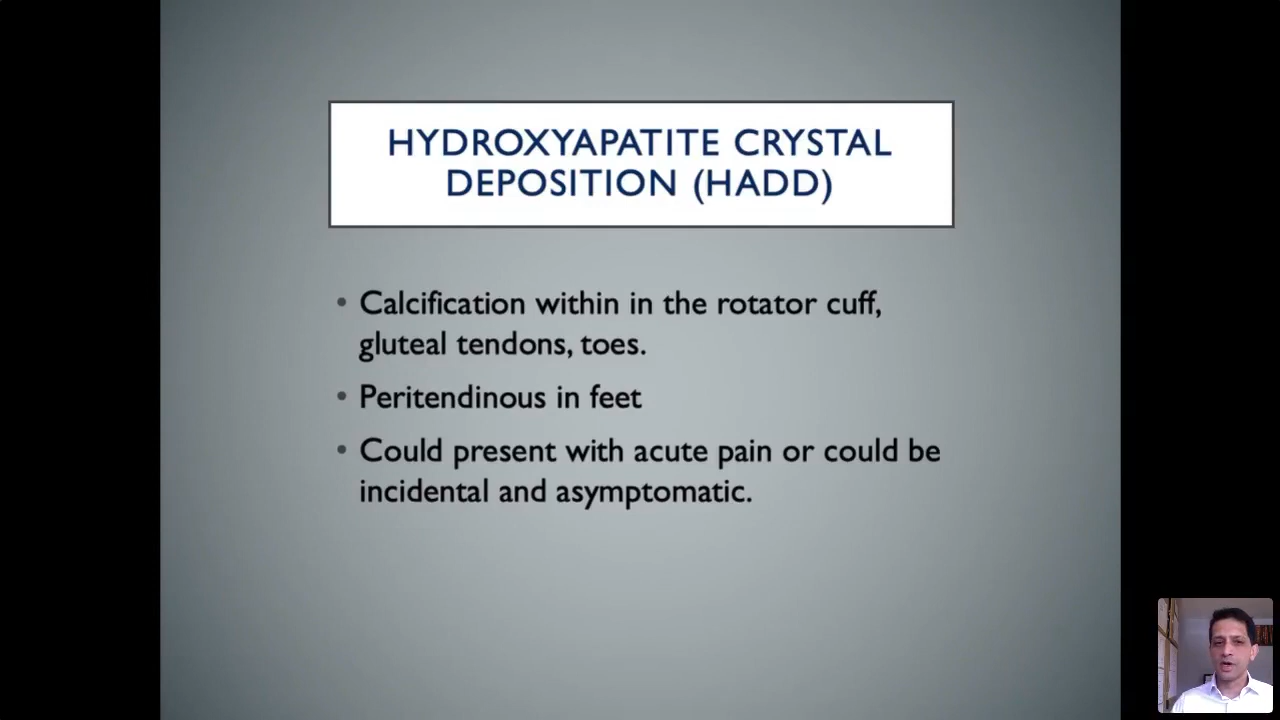 HYDROXYAPATITE CRYSTAL
DEPOSITION (HADD)
• Calcification within in the rotator cuff,
gluteal tendons, toes.
• Peritendinous in feet
• Could present with acute pain or could be
incidental and asymptomatic.